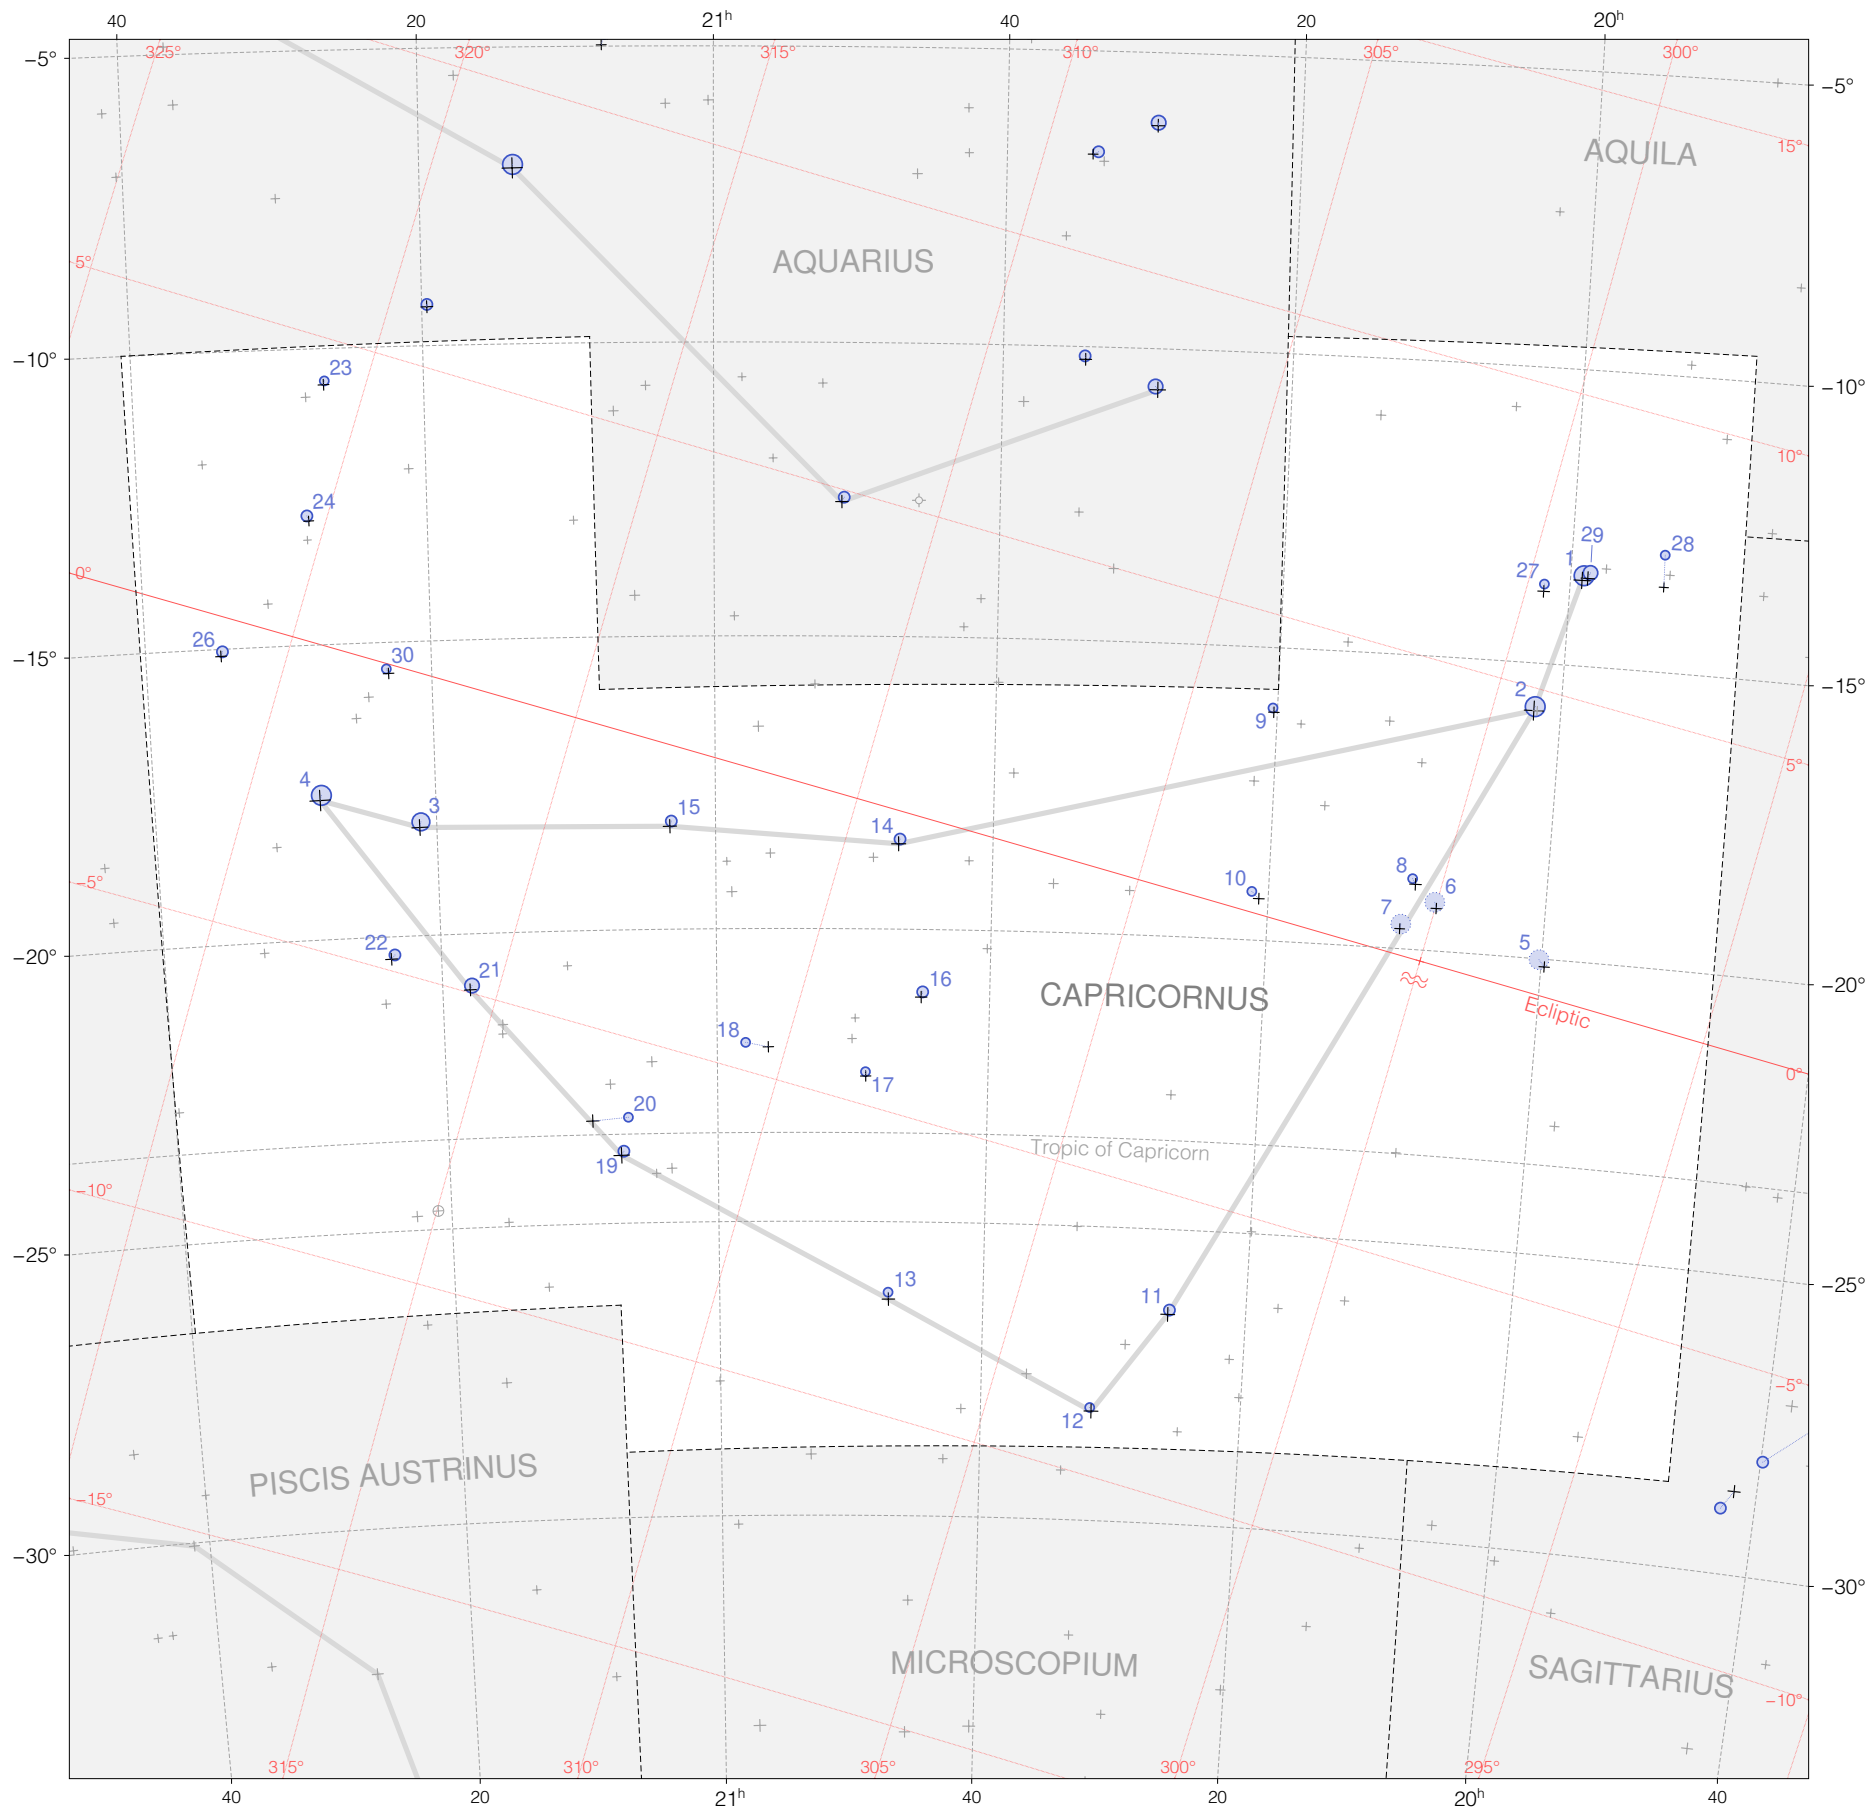 40 20 21h 40 20 20h
325° 320° 315° 310° 305° 300°
−5° −5°
15°
AQUILA
AQUARIUS
5°
−10° 23 −10°
10°
24
29
1 28
27
0°
−15° 26 30 −15°
2
9
5°
4 3 15 14
8 10 6
−5° 7
22 5
−20° 21 16 −20°
CAPRICORNUS
Ecliptic
18
17 0°
20
Tropic of Capricorn
19
−10°
−25° 13 11 −25°
−5°
12
PISCIS AUSTRINUS
−15°
−30° −30°
MICROSCOPIUM SAGITTARIUS
−10°
315° 310° 305° 300° 295°
40 20 21h 40 20 20h 40